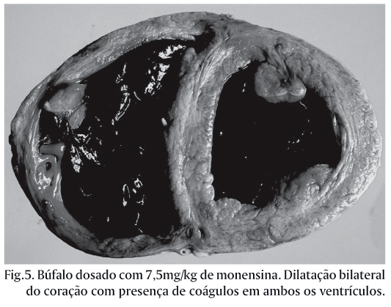 Fig.5. Búfalo dosado com 7,5mg/kg de monensina. Dilatação bilateral
do coração com presença de coágulos em ambos os ventrículos.